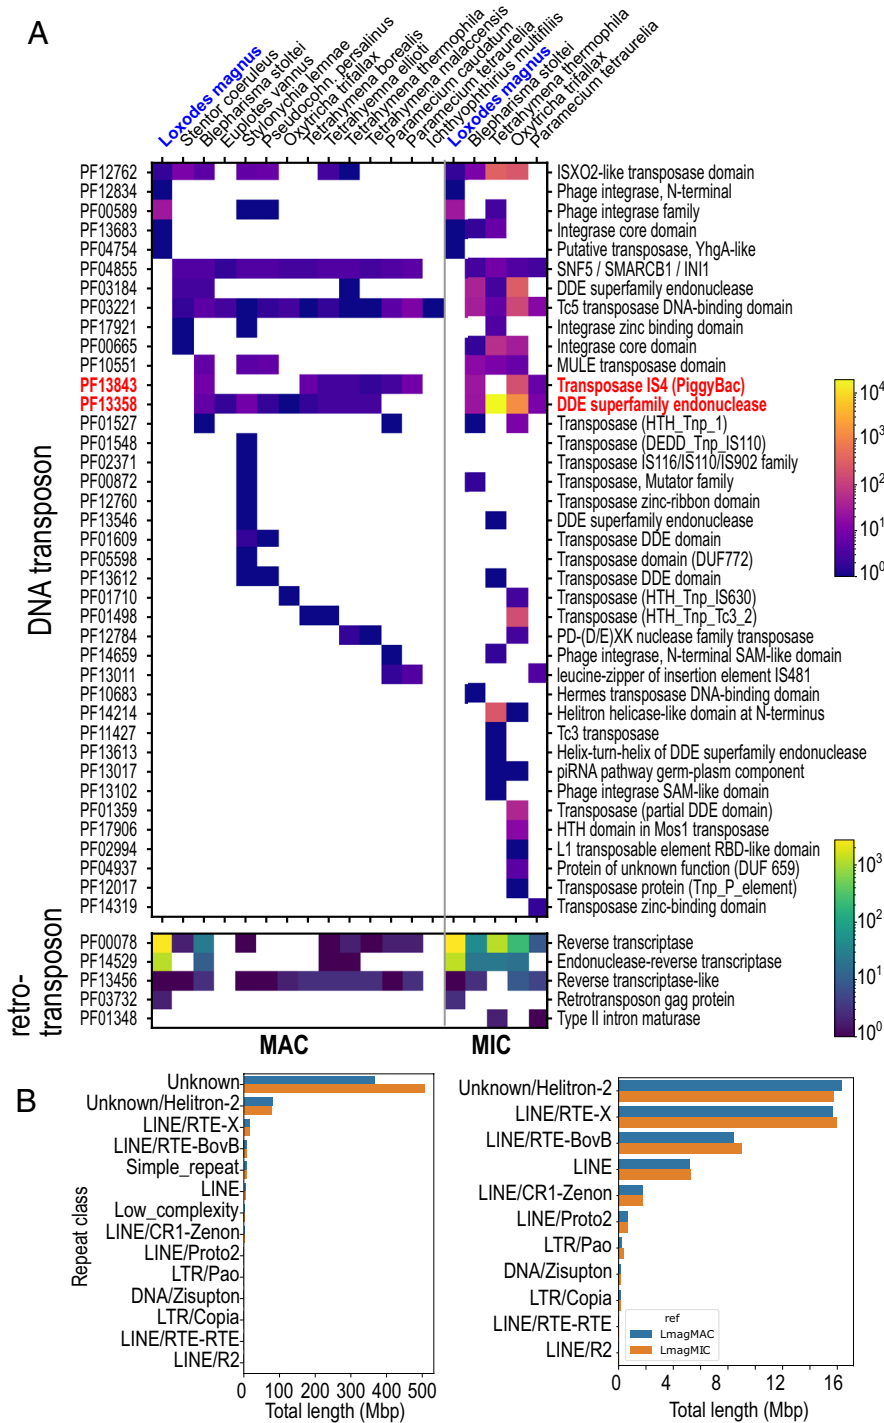 A
Loxodes magnus
Stentor coeruleus
Blepharisma stoltei
Euplotes vannus
Stylonychia lemnae
Pseudocohn. persalinus
Oxytricha trifallax
Tetrahymena borealis
Tetrahyemna ellioti
Tetrahymena thermophila
Tetrahymena malaccensis
Paramecium caudatum
Paramecium tetraurelia
Ichthyophthirius multifiliis
Loxodes magnus
Blepharisma stoltei
Tetrahymena thermophila
Oxytricha trifallax
Paramecium tetraurelia
DNA transposon
PF12762 ISXO2-like transposase domain
PF12834 Phage integrase, N-terminal
PF00589 Phage integrase family
PF13683 Integrase core domain
PF04754 Putative transposase, YhgA-like
PF04855 SNF5 / SMARCB1 / INI1
PF03184 DDE superfamily endonuclease
PF03221 Tc5 transposase DNA-binding domain
PF17921 Integrase zinc binding domain
PF00665 Integrase core domain
PF10551 MULE transposase domain
PF13843 Transposase IS4 (PiggyBac)
PF13358 DDE superfamily endonuclease
PF01527 Transposase (HTH_Tnp_1)
PF01548 Transposase (DEDD_Tnp_IS110)
PF02371 Transposase IS116/IS110/IS902 family
PF00872 Transposase, Mutator family
PF12760 Transposase zinc-ribbon domain
PF13546 DDE superfamily endonuclease
PF01609 Transposase DDE domain
PF05598 Transposase domain (DUF772)
PF13612 Transposase DDE domain
PF01710 Transposase (HTH_Tnp_IS630)
PF01498 Transposase (HTH_Tnp_Tc3_2)
PF12784 PD-(D/E)XK nuclease family transposase
PF14659 Phage integrase, N-terminal SAM-like domain
PF13011 leucine-zipper of insertion element IS481
PF10683 Hermes transposase DNA-binding domain
PF14214 Helitron helicase-like domain at N-terminus
PF11427 Tc3 transposase
PF13613 Helix-turn-helix of DDE superfamily endonuclease
PF13017 piRNA pathway germ-plasm component
PF13102 Phage integrase SAM-like domain
PF01359 Transposase (partial DDE domain)
PF17906 HTH domain in Mos1 transposase
PF02994 L1 transposable element RBD-like domain
PF04937 Protein of unknown function (DUF 659)
PF12017 Transposase protein (Tnp_P_element)
PF14319 Transposase zinc-binding domain
10⁴
10³
10²
10¹
10⁰
retro-
transposon
PF00078 Reverse transcriptase
PF14529 Endonuclease-reverse transcriptase
PF13456 Reverse transcriptase-like
PF03732 Retrotransposon gag protein
PF01348 Type II intron maturase
10³
10²
10¹
10⁰
MAC MIC
B
Repeat class
Unknown
Unknown/Helitron-2
LINE/RTE-X
LINE/RTE-BovB
Simple_repeat
LINE
Low_complexity
LINE/CR1-Zenon
LINE/Proto2
LTR/Pao
DNA/Zisupton
LTR/Copia
LINE/RTE-RTE
LINE/R2
0 100 200 300 400 500
Total length (Mbp)
Unknown/Helitron-2
LINE/RTE-X
LINE/RTE-BovB
LINE
LINE/CR1-Zenon
LINE/Proto2
LTR/Pao
DNA/Zisupton
LTR/Copia
LINE/RTE-RTE
LINE/R2
ref
LmagMAC
LmagMIC
0 4 8 12 16
Total length (Mbp)